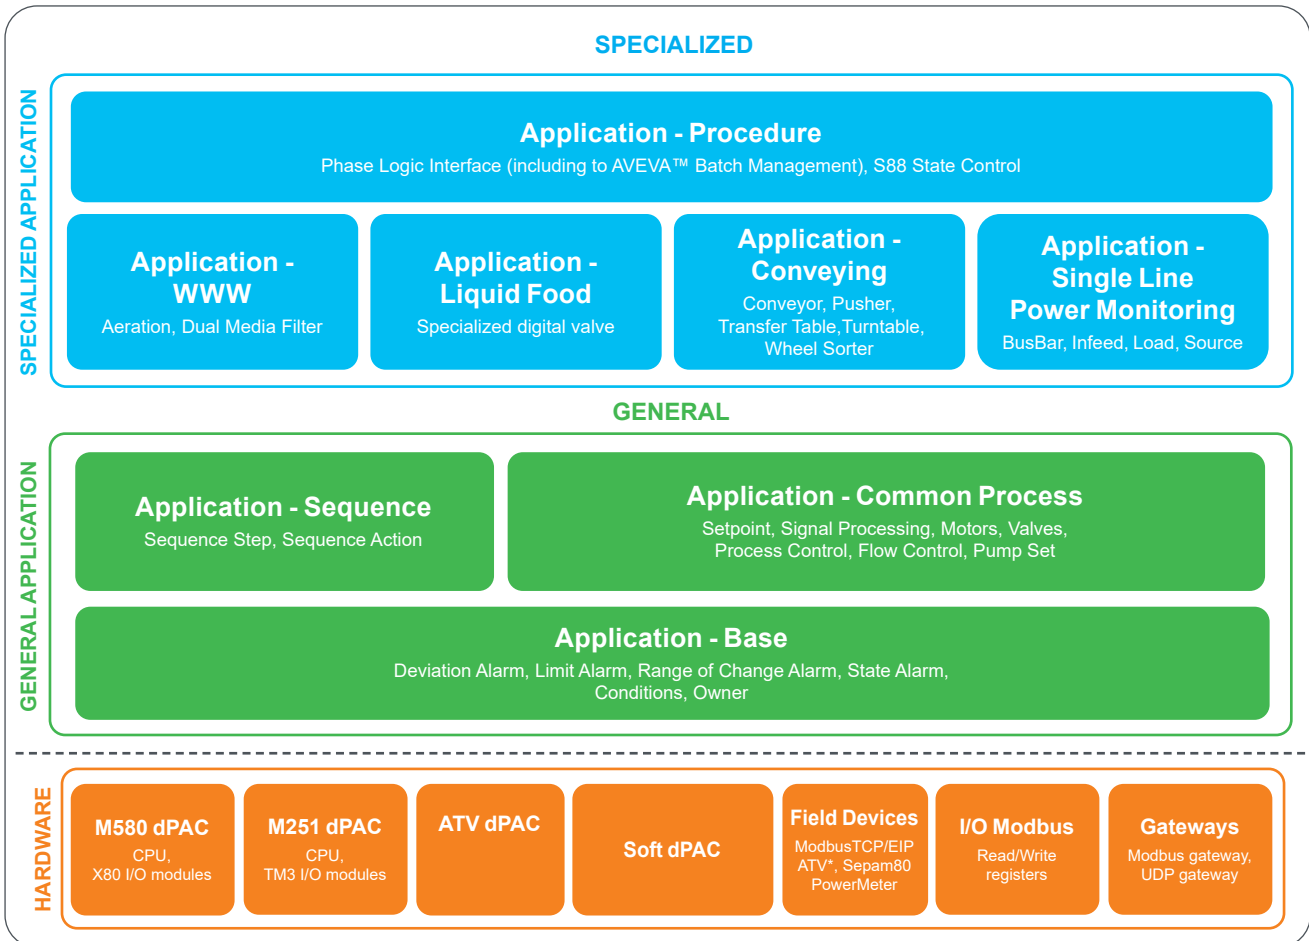 SPECIALIZED
SPECIALIZED APPLICATION
Application - Procedure
Phase Logic Interface (including to AVEVA™ Batch Management), S88 State Control
Application -
WWW
Aeration, Dual Media Filter
Application -
Liquid Food
Specialized digital valve
Application -
Conveying
Conveyor, Pusher,
Transfer Table,Turntable,
Wheel Sorter
Application -
Single Line
Power Monitoring
BusBar, Infeed, Load, Source
GENERAL
GENERAL APPLICATION
Application - Sequence
Sequence Step, Sequence Action
Application - Common Process
Setpoint, Signal Processing, Motors, Valves,
Process Control, Flow Control, Pump Set
Application - Base
Deviation Alarm, Limit Alarm, Range of Change Alarm, State Alarm,
Conditions, Owner
HARDWARE
M580 dPAC
CPU,
X80 I/O modules
M251 dPAC
CPU,
TM3 I/O modules
ATV dPAC
Soft dPAC
Field Devices
ModbusTCP/EIP
ATV*, Sepam80
PowerMeter
I/O Modbus
Read/Write
registers
Gateways
Modbus gateway,
UDP gateway